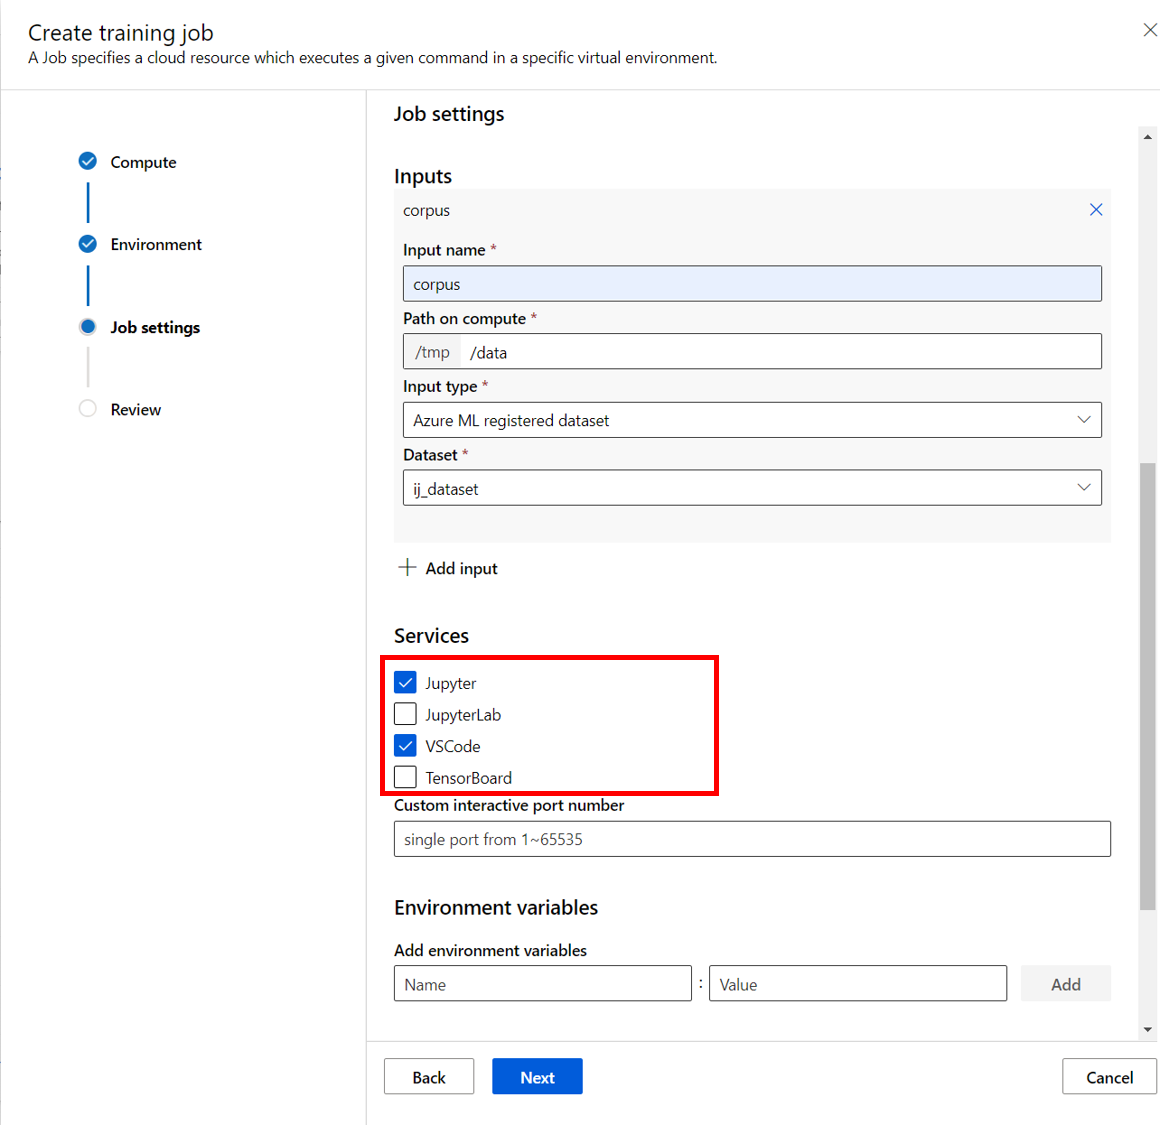 Create training job
A Job specifies a cloud resource which executes a given command in a specific virtual environment.
Compute
Environment
Job settings
Review
Job settings
Inputs
corpus
Input name *
corpus
Path on compute *
/tmp /data
Input type *
Azure ML registered dataset
Dataset *
ij_dataset
Add input
Services
Jupyter
JupyterLab
VSCode
TensorBoard
Custom interactive port number
single port from 1~65535
Environment variables
Add environment variables
Name : Value Add
Back Next Cancel